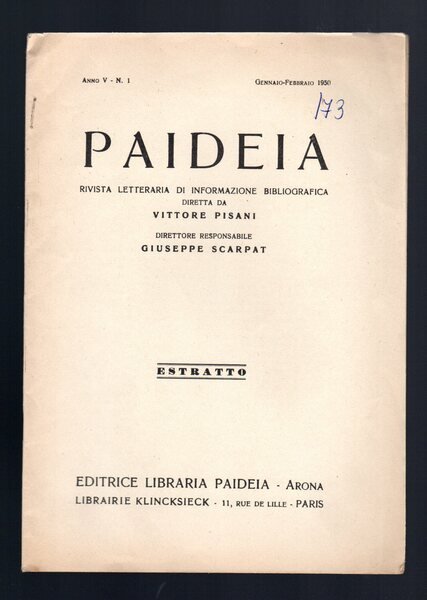 ANNO V - N. 1 GENNAIO-FEBBRAIO 1950
173
PAIDEIA
RIVISTA LETTERARIA DI INFORMAZIONE BIBLIOGRAFICA
DIRETTA DA
VITTORE PISANI
DIRETTORE RESPONSABILE
GIUSEPPE SCARPAT
ESTRATTO
EDITRICE LIBRARIA PAIDEIA - ARONA
LIBRAIRIE KLINCKSIECK - 11, RUE DE LILLE - PARIS